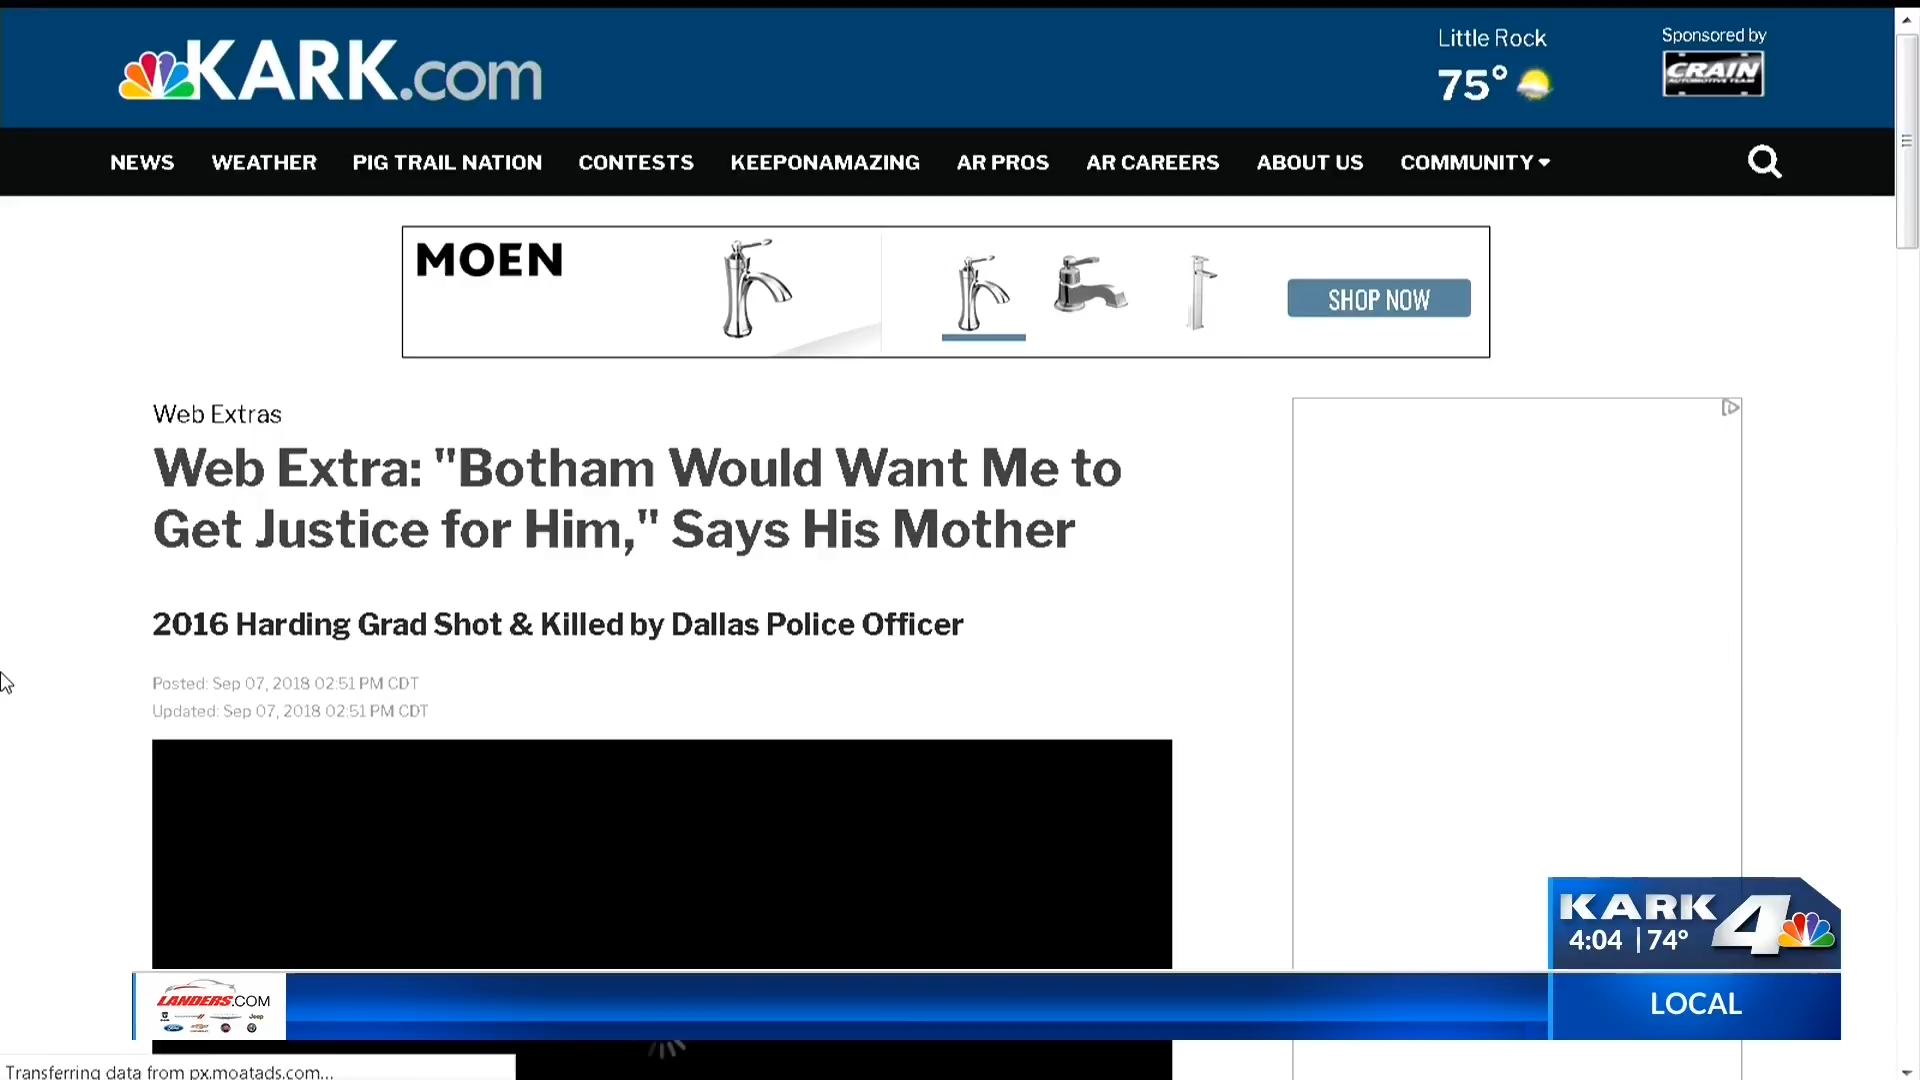 KARK.com
Little Rock
75°
Sponsored by
CRAIN
AUTOMOTIVE TEAM
NEWS WEATHER PIG TRAIL NATION CONTESTS KEEPONAMAZING AR PROS AR CAREERS ABOUT US COMMUNITY
MOEN
SHOP NOW
Web Extras
Web Extra: "Botham Would Want Me to
Get Justice for Him," Says His Mother
2016 Harding Grad Shot & Killed by Dallas Police Officer
Posted: Sep 07, 2018 02:51 PM CDT
Updated: Sep 07, 2018 02:51 PM CDT
KARK 4
4:04 | 74°
LANDERS.COM
Jeep
LOCAL
Transferring data from px.moatads.com...